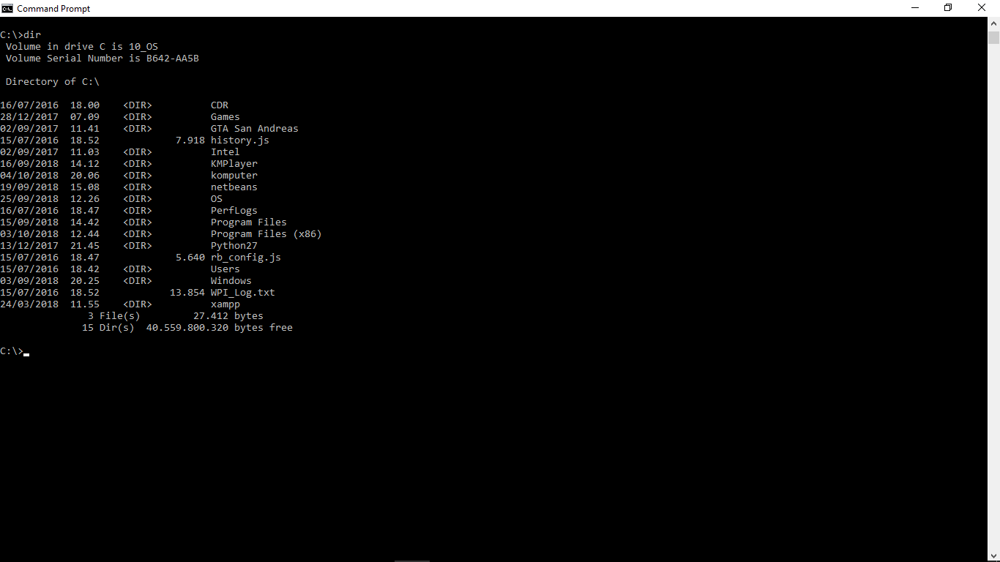 Command Prompt
C:\>dir
 Volume in drive C is 10_OS
 Volume Serial Number is B642-AA5B
 Directory of C:\
16/07/2016  18.00    <DIR>          CDR
28/12/2017  07.09    <DIR>          Games
02/09/2017  11.41    <DIR>          GTA San Andreas
15/07/2016  18.52             7.918 history.js
02/09/2017  11.03    <DIR>          Intel
16/09/2018  14.12    <DIR>          KMPlayer
04/10/2018  20.06    <DIR>          komputer
19/09/2018  15.08    <DIR>          netbeans
25/09/2018  12.26    <DIR>          OS
16/07/2016  18.47    <DIR>          PerfLogs
15/09/2018  14.42    <DIR>          Program Files
03/10/2018  12.44    <DIR>          Program Files (x86)
13/12/2017  21.45    <DIR>          Python27
15/07/2016  18.47             5.640 rb_config.js
15/07/2016  18.42    <DIR>          Users
03/09/2018  20.25    <DIR>          Windows
15/07/2016  18.52            13.854 WPI_Log.txt
24/03/2018  11.55    <DIR>          xampp
               3 File(s)         27.412 bytes
              15 Dir(s)  40.559.800.320 bytes free
C:\>